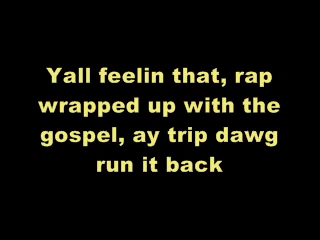 Yall feelin that, rap
wrapped up with the
gospel, ay trip dawg
run it back